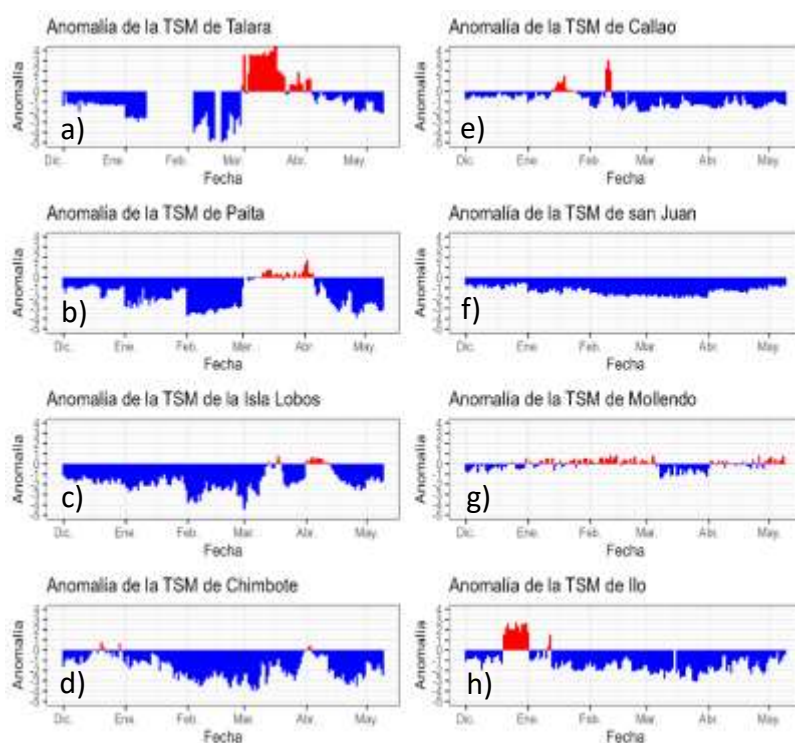 Anomalía de la TSM de Talara
Anomalía
a)
Dic. Ene. Feb. Mar. Abr. May.
Fecha
Anomalía de la TSM de Paita
Anomalía
b)
Dic. Ene. Feb. Mar. Abr. May.
Fecha
Anomalía de la TSM de la Isla Lobos
Anomalía
c)
Dic. Ene. Feb. Mar. Abr. May.
Fecha
Anomalía de la TSM de Chimbote
Anomalía
d)
Dic. Ene. Feb. Mar. Abr. May.
Fecha
Anomalía de la TSM de Callao
Anomalía
e)
Dic. Ene. Feb. Mar. Abr. May.
Fecha
Anomalía de la TSM de san Juan
Anomalía
f)
Dic. Ene. Feb. Mar. Abr. May.
Fecha
Anomalía de la TSM de Mollendo
Anomalía
g)
Dic. Ene. Feb. Mar. Abr. May.
Fecha
Anomalía de la TSM de Ilo
Anomalía
h)
Dic. Ene. Feb. Mar. Abr. May.
Fecha